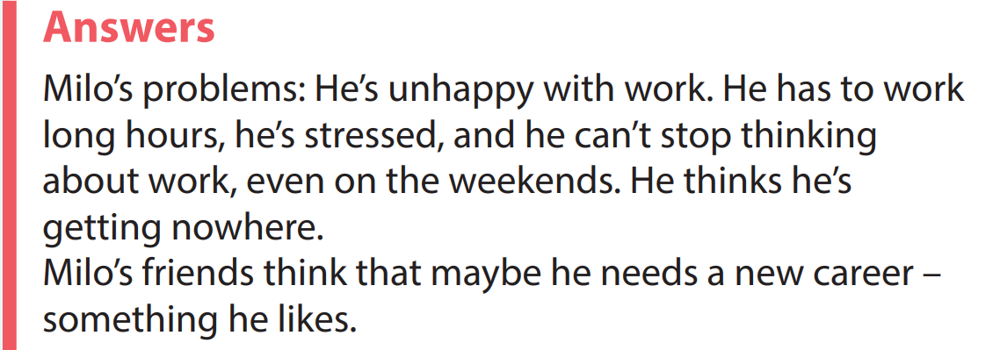 Answers
Milo’s problems: He’s unhappy with work. He has to work
long hours, he’s stressed, and he can’t stop thinking
about work, even on the weekends. He thinks he’s
getting nowhere.
Milo’s friends think that maybe he needs a new career –
something he likes.